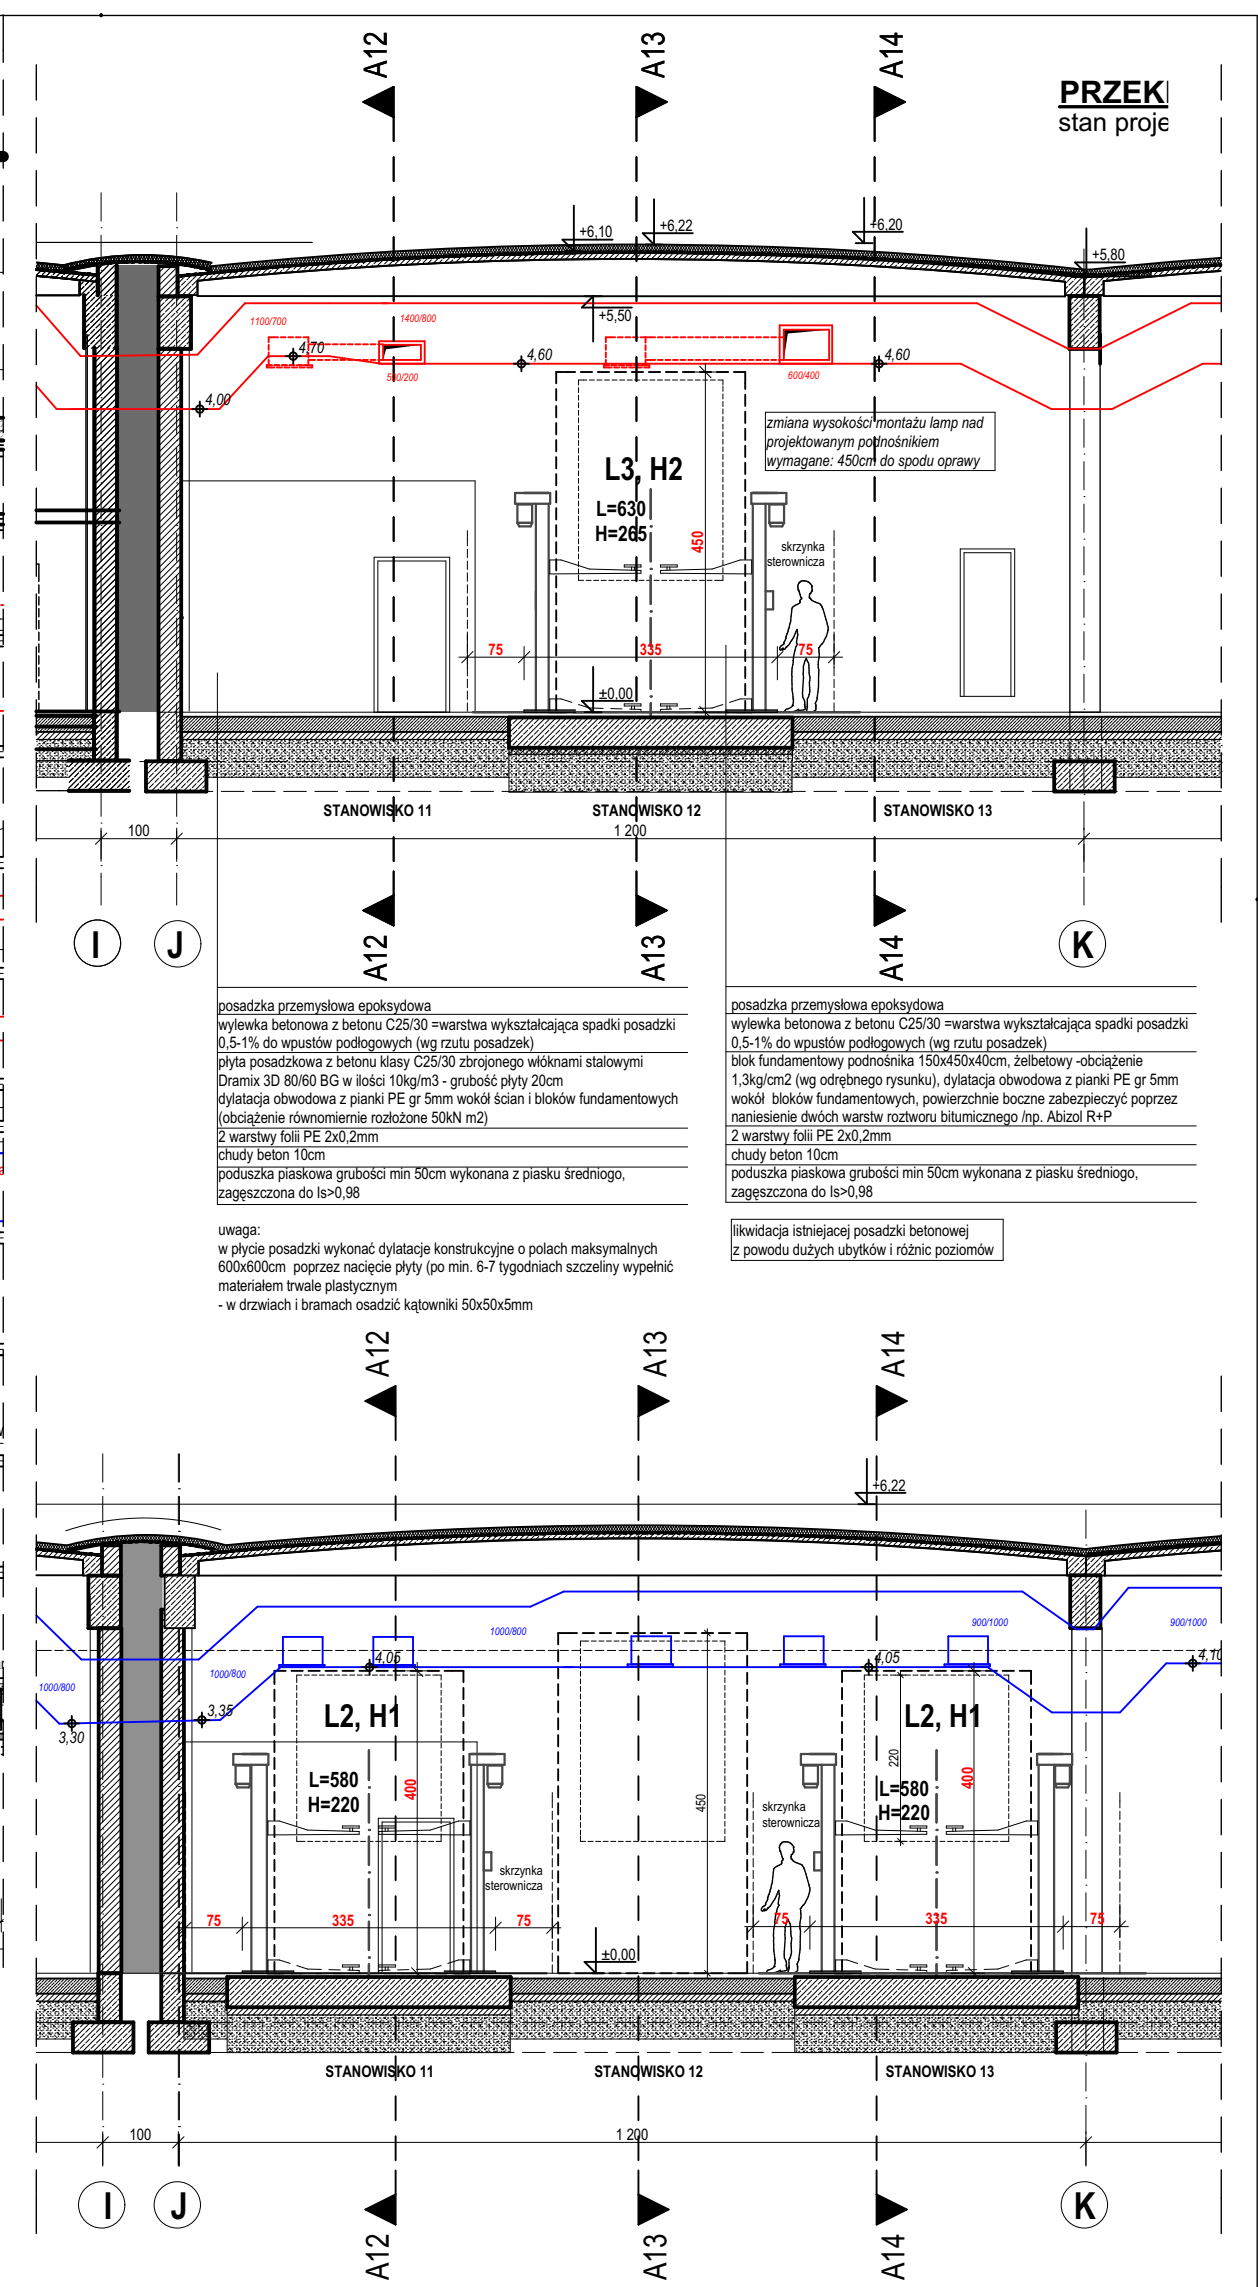 A12
A13
A14
PRZEK
stan proje
+6,10
+6,22
+6,20
+5,80
+5,50
1100/700
1400/800
4,70
4,60
4,60
500/200
600/400
4,00
zmiana wysokości montażu lamp nad
projektowanym podnośnikiem
wymagane: 450cm do spodu oprawy
L3, H2
L=630
H=265
450
skrzynka
sterownicza
75
335
75
±0,00
STANOWISKO 11
STANOWISKO 12
STANOWISKO 13
100
1 200
I
J
K
A12
A13
A14
posadzka przemysłowa epoksydowa
wylewka betonowa z betonu C25/30 =warstwa wykształcająca spadki posadzki
0,5-1% do wpustów podłogowych (wg rzutu posadzek)
płyta posadzkowa z betonu klasy C25/30 zbrojonego włóknami stalowymi
Dramix 3D 80/60 BG w ilości 10kg/m3 - grubość płyty 20cm
dylatacja obwodowa z pianki PE gr 5mm wokół ścian i bloków fundamentowych
(obciążenie równomiernie rozłożone 50kN m2)
2 warstwy folii PE 2x0,2mm
chudy beton 10cm
poduszka piaskowa grubości min 50cm wykonana z piasku średniogo,
zagęszczona do Is>0,98
posadzka przemysłowa epoksydowa
wylewka betonowa z betonu C25/30 =warstwa wykształcająca spadki posadzki
0,5-1% do wpustów podłogowych (wg rzutu posadzek)
blok fundamentowy podnośnika 150x450x40cm, żelbetowy -obciążenie
1,3kg/cm2 (wg odrębnego rysunku), dylatacja obwodowa z pianki PE gr 5mm
wokół bloków fundamentowych, powierzchnie boczne zabezpieczyć poprzez
naniesienie dwóch warstw roztworu bitumicznego /np. Abizol R+P
2 warstwy folii PE 2x0,2mm
chudy beton 10cm
poduszka piaskowa grubości min 50cm wykonana z piasku średniogo,
zagęszczona do Is>0,98
uwaga:
w płycie posadzki wykonać dylatacje konstrukcyjne o polach maksymalnych
600x600cm poprzez nacięcie płyty (po min. 6-7 tygodniach szczeliny wypełnić
materiałem trwale plastycznym
- w drzwiach i bramach osadzić kątowniki 50x50x5mm
likwidacja istniejacej posadzki betonowej
z powodu dużych ubytków i różnic poziomów
A12
A13
A14
+6,22
1000/800
900/1000
900/1000
4,05
4,05
4,10
1000/800
1000/800
3,35
3,30
L2, H1
L=580
H=220
400
L2, H1
L=580
H=220
220
400
450
skrzynka
sterownicza
skrzynka
sterownicza
75
335
75
75
335
75
±0,00
STANOWISKO 11
STANOWISKO 12
STANOWISKO 13
100
1 200
I
J
K
A12
A13
A14